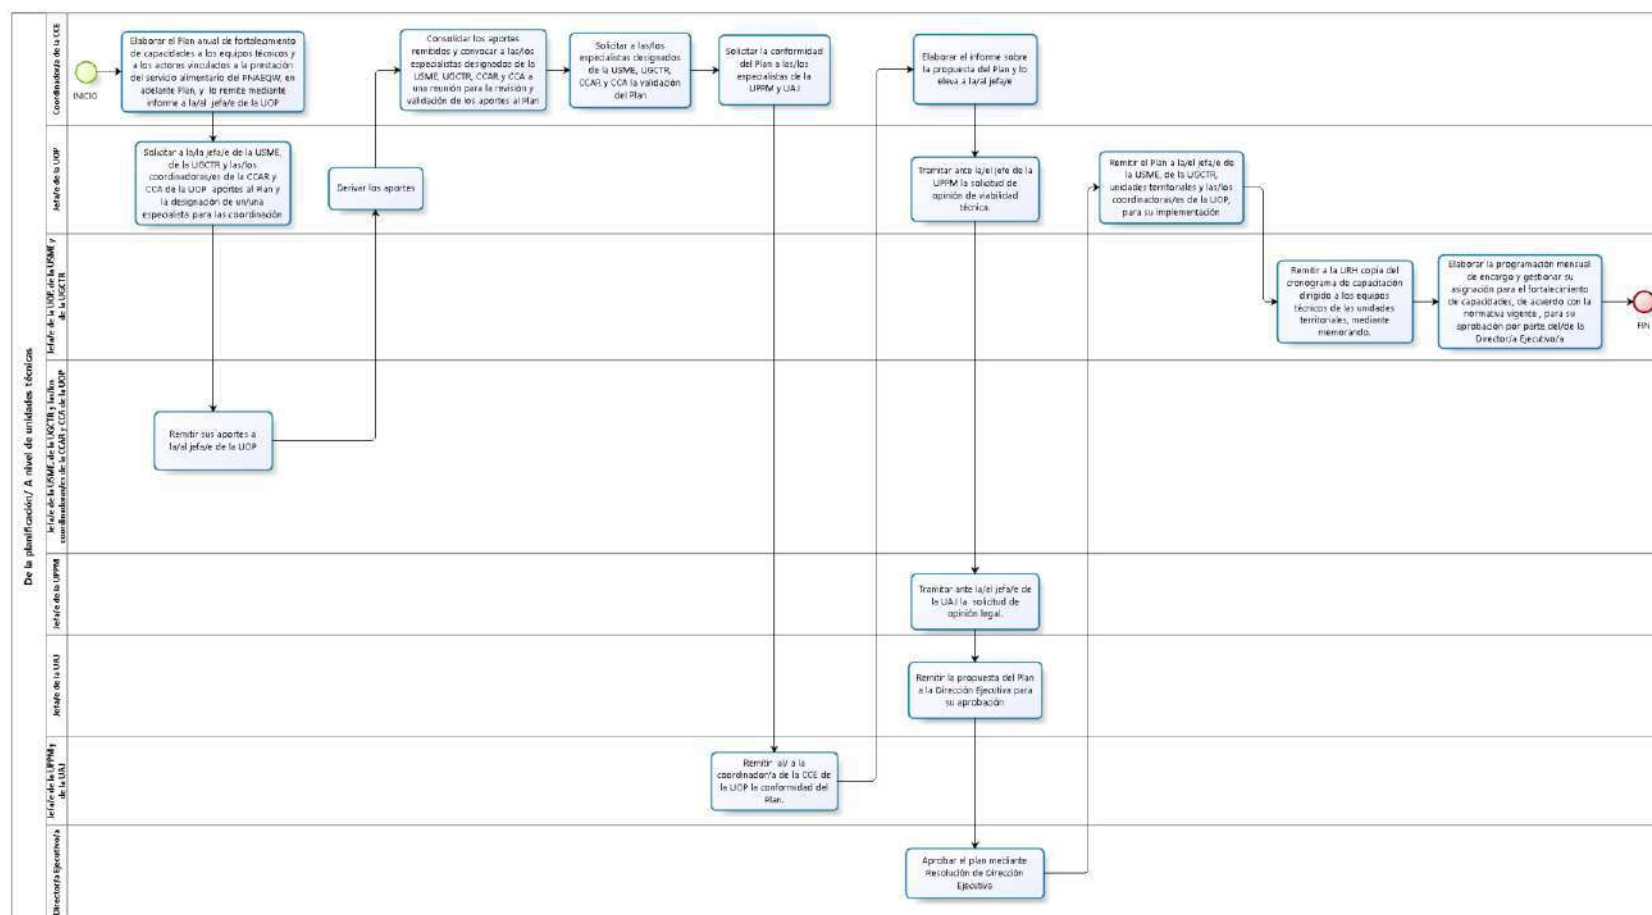 De la planificación/ A nivel de unidades técnicas
Coordinador/a de la CCE
INICIO
Elaborar el Plan anual de fortalecimiento
de capacidades a los equipos técnicos y
a los actores vinculados a la prestación
del servicio alimentario del PNAEQW, en
adelante Plan, y lo remite mediante
informe a la/al jefa/e de la UOP
Consolidar los aportes
remitidos y convocar a las/los
especialistas designados de la
USME, UGCTR, CCAR y CCA a
una reunión para la revisión y
validación de los aportes al Plan
Solicitar a las/los
especialistas designados
de la USME, UGCTR,
CCAR y CCA la validación
del Plan
Solicitar la conformidad
del Plan a las/los
especialistas de la
UPPM y UAJ
Elaborar el informe sobre
la propuesta del Plan y lo
eleva a la/al jefa/e
Jefa/e de la UOP
Solicitar a la/la jefa/e de la USME,
de la UGCTR y las/los
coordinadoras/es de la CCAR y
CCA de la UOP aportes al Plan y
la designación de un/una
especialista para las coordinación
Derivar los aportes
Tramitar ante la/el jefe de la
UPPM la solicitud de
opinión de viabilidad
técnica.
Remitir el Plan a la/el jefa/e de
la USME, de la UGCTR,
unidades territoriales y las/los
coordinadoras/es de la UOP,
para su implementación
Jefa/e de la UOP, de la USME y
de la UGCTR
Remitir a la URH copia del
cronograma de capacitación
dirigido a los equipos
técnicos de las unidades
territoriales, mediante
memorando.
Elaborar la programación mensual
de encargo y gestionar su
asignación para el fortalecimiento
de capacidades, de acuerdo con la
normativa vigente , para su
aprobación por parte del/de la
Director/a Ejecutivo/a
FIN
Jefa/e de la USME, de la UGCTR y las/los
coordinadoras/es de la CCAR y CCA de la UOP
Remitir sus aportes a
la/al jefa/e de la UOP
Jefa/e de la UPPM
Tramitar ante la/el jefa/e de
la UAJ la solicitud de
opinión legal.
Jefa/e de la UAJ
Remitir la propuesta del Plan
a la Dirección Ejecutiva para
su aprobación
Jefa/e de la UPPM y
de la UAJ
Remitir al/ a la
coordinador/a de la CCE de
la UOP la conformidad del
Plan.
Director/a Ejecutivo/a
Aprobar el plan mediante
Resolución de Dirección
Ejecutiva